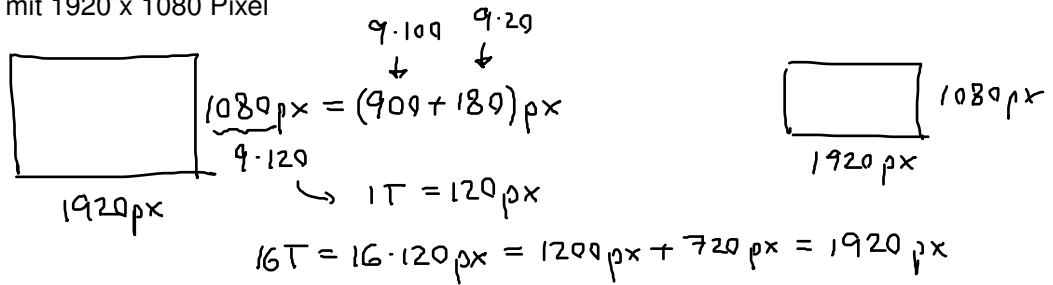 mit 1920 x 1080 Pixel
9·100 9·20
1080px = (900 + 180) px
9·120
1T = 120px
1920px
16T = 16·120px = 1200px + 720px = 1920px
1080px
1920px